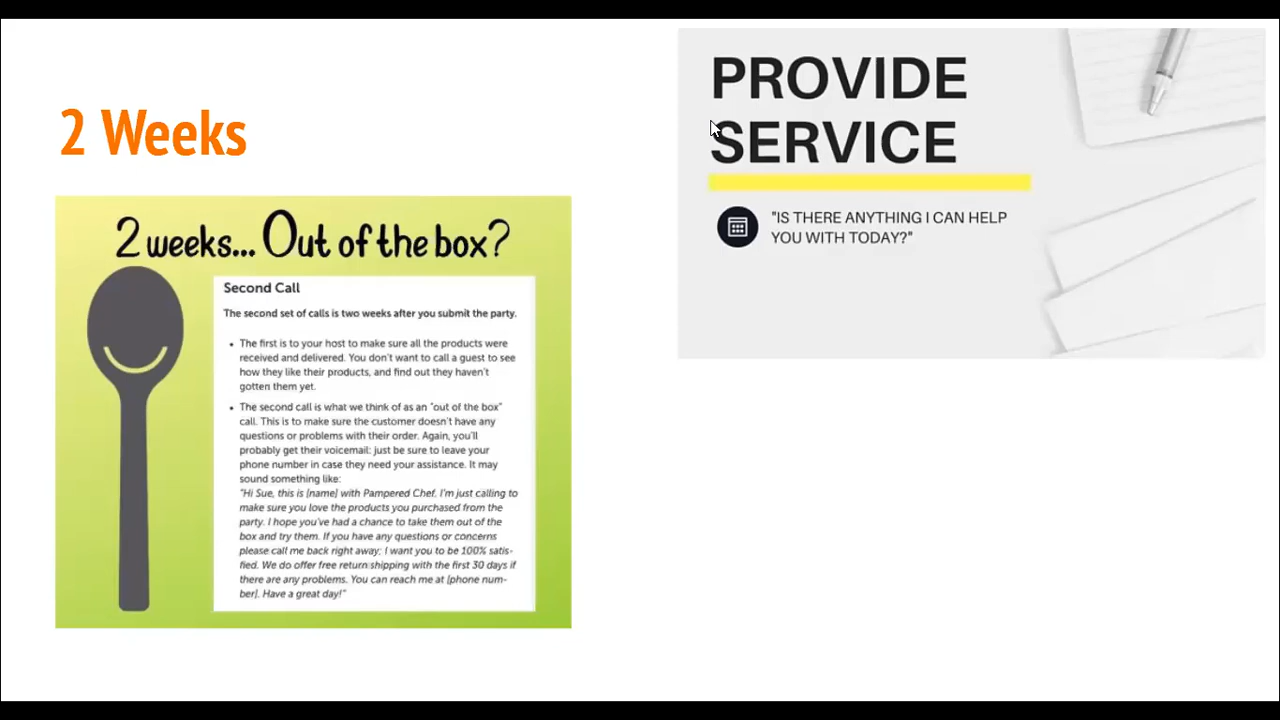 2 Weeks
2 weeks... Out of the box?
Second Call
The second set of calls is two weeks after you submit the party.
• The first is to your host to make sure all the products were
received and delivered. You don't want to call a guest to see
how they like their products, and find out they haven't
gotten them yet.
• The second call is what we think of as an "out of the box"
call. This is to make sure the customer doesn't have any
questions or problems with their order. Again, you'll
probably get their voicemail; just be sure to leave your
phone number in case they need your assistance. It may
sound something like:
"Hi Sue, this is [name] with Pampered Chef. I'm just calling to
make sure you love the products you purchased from the
party. I hope you've had a chance to take them out of the
box and try them. If you have any questions or concerns
please call me back right away; I want you to be 100% satis-
fied. We do offer free return shipping with the first 30 days if
there are any problems. You can reach me at [phone num-
ber]. Have a great day!"
PROVIDE
SERVICE
"IS THERE ANYTHING I CAN HELP
YOU WITH TODAY?"